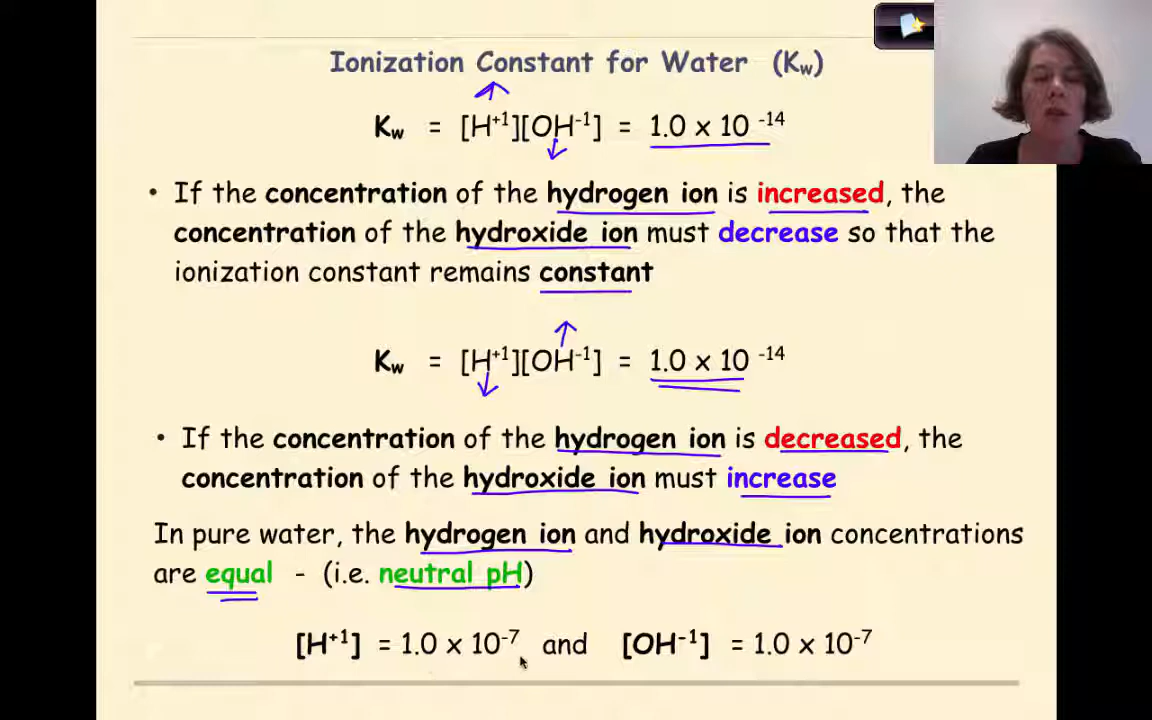 Ionization Constant for Water (Kw)
Kw = [H+1][OH-1] = 1.0 x 10 -14
• If the concentration of the hydrogen ion is increased, the
concentration of the hydroxide ion must decrease so that the
ionization constant remains constant
Kw = [H+1][OH-1] = 1.0 x 10 -14
• If the concentration of the hydrogen ion is decreased, the
concentration of the hydroxide ion must increase
In pure water, the hydrogen ion and hydroxide ion concentrations
are equal - (i.e. neutral pH)
[H+1] = 1.0 x 10-7 and [OH-1] = 1.0 x 10-7